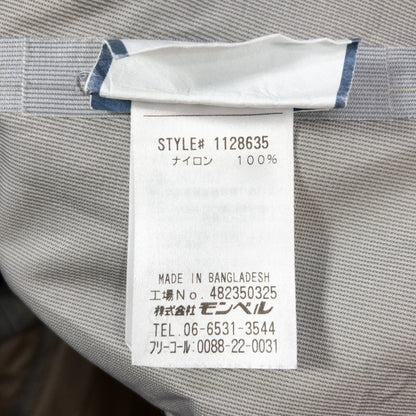 STYLE# 1128635
ナイロン 100%
MADE IN BANGLADESH
工場No. 482350325
株式会社 モンベル
TEL. 06-6531-3544
フリーコール: 0088-22-0031